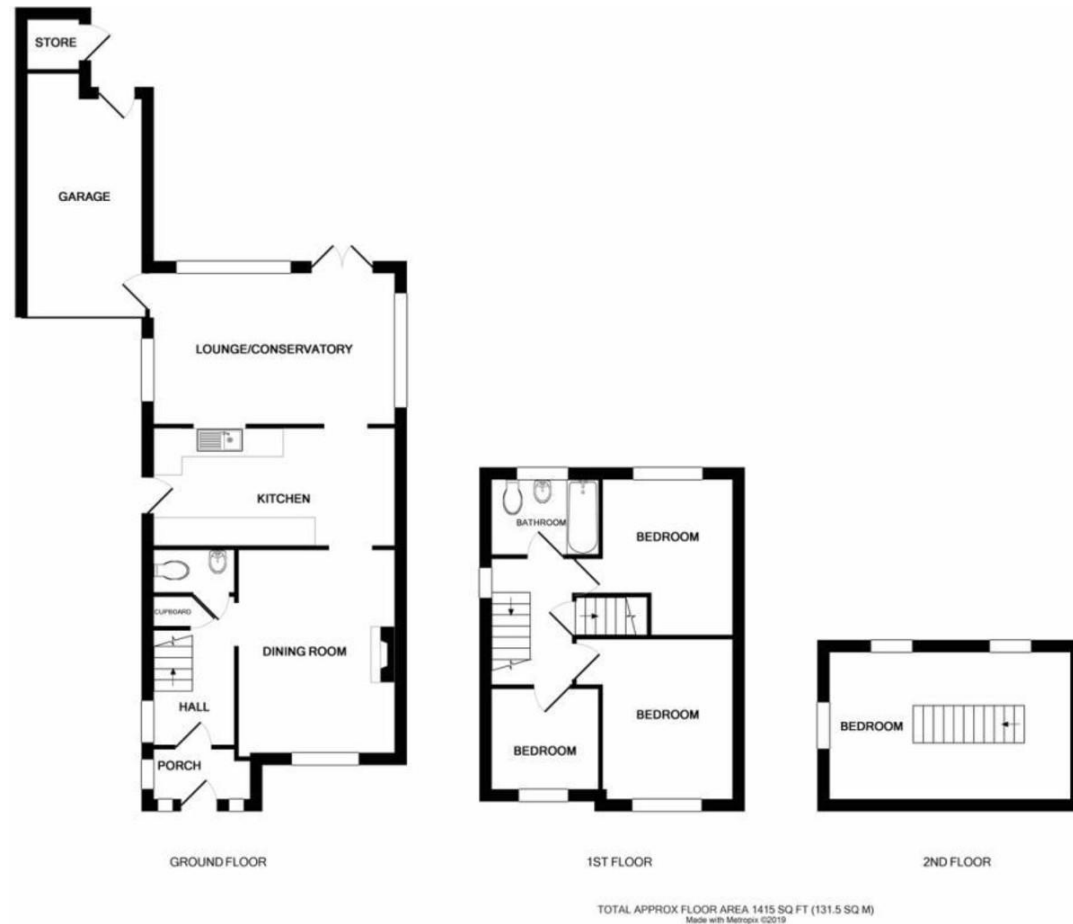 STORE
GARAGE
LOUNGE/CONSERVATORY
KITCHEN
CUPBOARD
DINING ROOM
HALL
PORCH
GROUND FLOOR
BATHROOM
BEDROOM
BEDROOM
BEDROOM
1ST FLOOR
BEDROOM
2ND FLOOR
TOTAL APPROX FLOOR AREA 1415 SQ FT (131.5 SQ M)
Made with Metropix ©2019